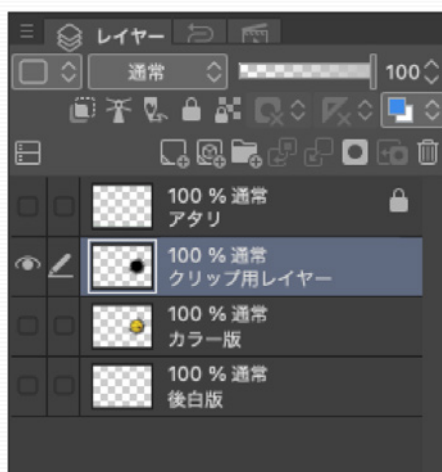 レイヤー
通常
100
100 % 通常
アタリ
100 % 通常
クリップ用レイヤー
100 % 通常
カラー版
100 % 通常
後白版